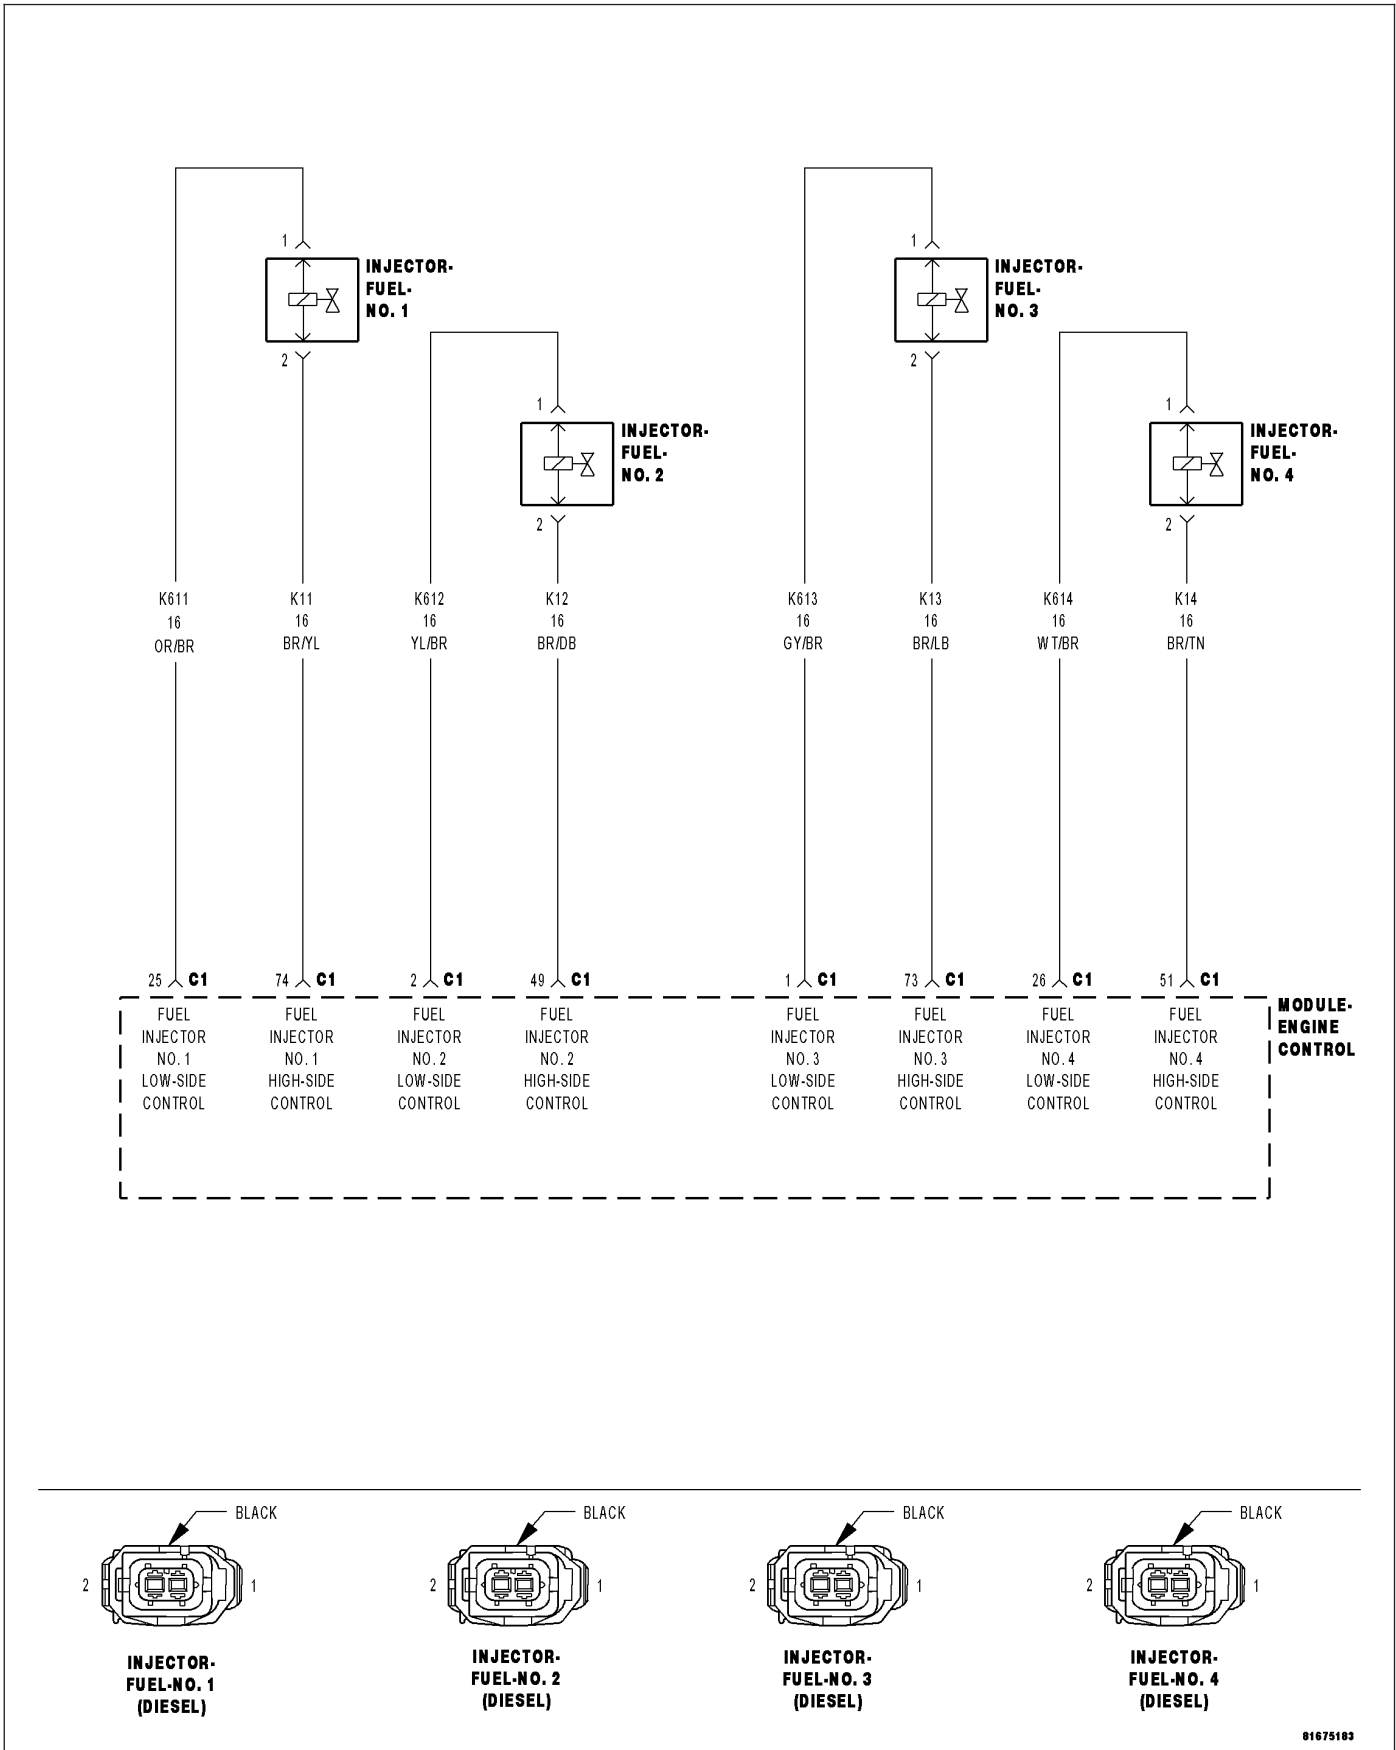 1
INJECTOR-
FUEL-
NO. 1
2
1
INJECTOR-
FUEL-
NO. 2
2
1
INJECTOR-
FUEL-
NO. 3
2
1
INJECTOR-
FUEL-
NO. 4
2
K611
16
OR/BR
K11
16
BR/YL
K612
16
YL/BR
K12
16
BR/DB
K613
16
GY/BR
K13
16
BR/LB
K614
16
WT/BR
K14
16
BR/TN
25 C1
74 C1
2 C1
49 C1
1 C1
73 C1
26 C1
51 C1
FUEL
INJECTOR
NO. 1
LOW-SIDE
CONTROL
FUEL
INJECTOR
NO. 1
HIGH-SIDE
CONTROL
FUEL
INJECTOR
NO. 2
LOW-SIDE
CONTROL
FUEL
INJECTOR
NO. 2
HIGH-SIDE
CONTROL
FUEL
INJECTOR
NO. 3
LOW-SIDE
CONTROL
FUEL
INJECTOR
NO. 3
HIGH-SIDE
CONTROL
FUEL
INJECTOR
NO. 4
LOW-SIDE
CONTROL
FUEL
INJECTOR
NO. 4
HIGH-SIDE
CONTROL
MODULE-
ENGINE
CONTROL
BLACK
2
1
INJECTOR-
FUEL-NO. 1
(DIESEL)
BLACK
2
1
INJECTOR-
FUEL-NO. 2
(DIESEL)
BLACK
2
1
INJECTOR-
FUEL-NO. 3
(DIESEL)
BLACK
2
1
INJECTOR-
FUEL-NO. 4
(DIESEL)
81675183